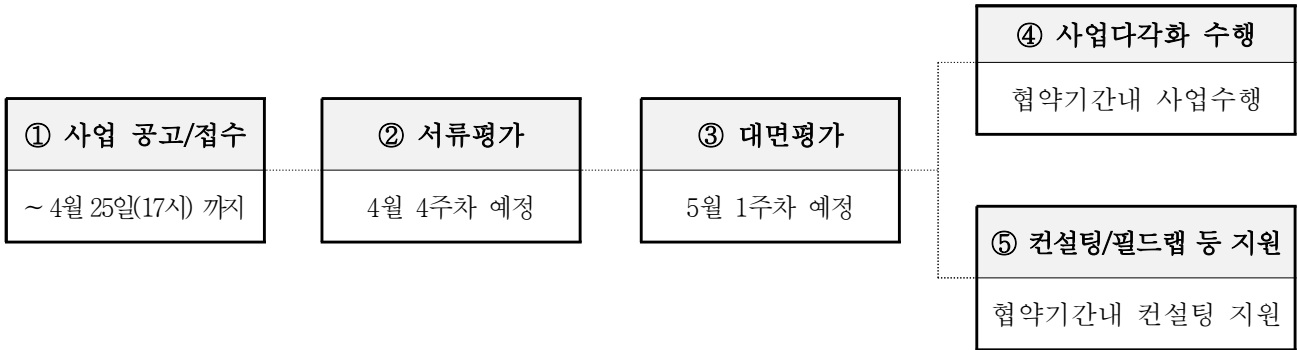 ① 사업 공고/접수
~ 4월 25일(17시) 까지
② 서류평가
4월 4주차 예정
③ 대면평가
5월 1주차 예정
④ 사업다각화 수행
협약기간내 사업수행
⑤ 컨설팅/필드랩 등 지원
협약기간내 컨설팅 지원